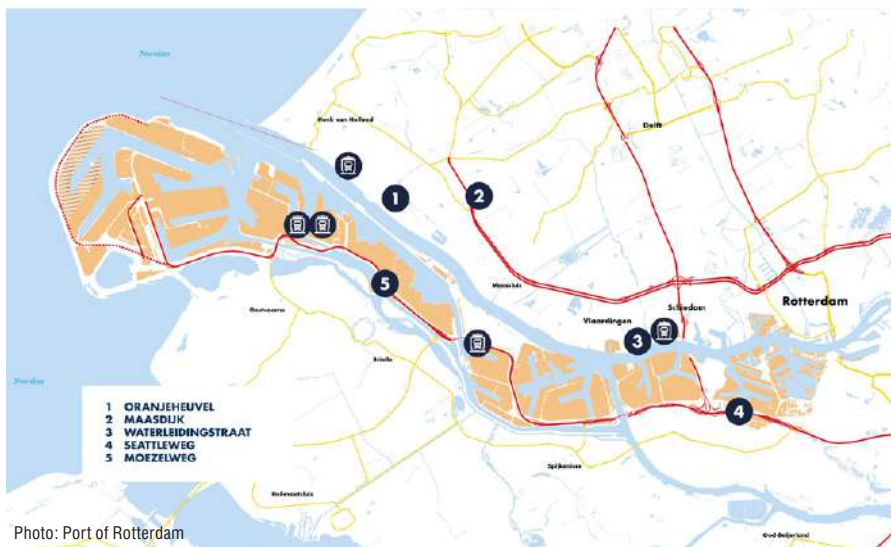 Noordzee
Hoek van Holland
Delft
1
2
Maassluis
Schiedam
Rotterdam
Vlaardingen
3
5
Oostvoorne
Brielle
4
Noordzee
1 ORANJEHEUVEL
2 MAASDIJK
3 WATERLEIDINGSTRAAT
4 SEATTLEWEG
5 MOEZELWEG
Spijkenisse
Hellevoetsluis
Oud-Beijerland
Photo: Port of Rotterdam